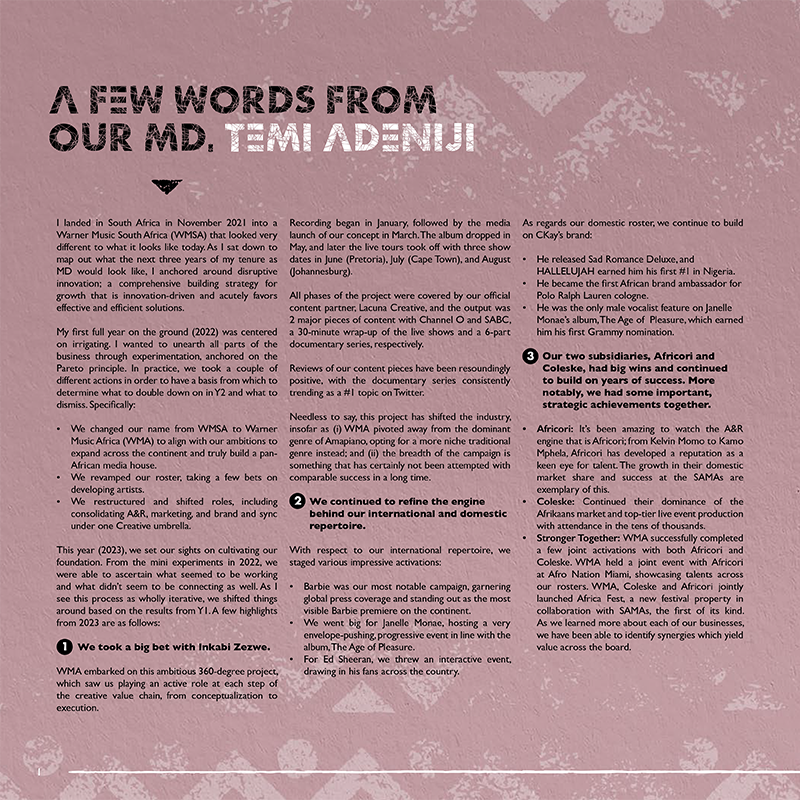 A FEW WORDS FROM
OUR MD. TEMI ADENIJI
I landed in South Africa in November 2021 into a
Warner Music South Africa (WMSA) that looked very
different to what it looks like today. As I sat down to
map out what the next three years of my tenure as
MD would look like, I anchored around disruptive
innovation; a comprehensive building strategy for
growth that is innovation-driven and acutely favors
effective and efficient solutions.
My first full year on the ground (2022) was centered
on irrigating. I wanted to unearth all parts of the
business through experimentation, anchored on the
Pareto principle. In practice, we took a couple of
different actions in order to have a basis from which to
determine what to double down on in Y2 and what to
dismiss. Specifically:
• We changed our name from WMSA to Warner
Music Africa (WMA) to align with our ambitions to
expand across the continent and truly build a pan-
African media house.
• We revamped our roster, taking a few bets on
developing artists.
• We restructured and shifted roles, including
consolidating A&R, marketing, and brand and sync
under one Creative umbrella.
This year (2023), we set our sights on cultivating our
foundation. From the mini experiments in 2022, we
were able to ascertain what seemed to be working
and what didn't seem to be connecting as well. As I
see this process as wholly iterative, we shifted things
around based on the results from Y1. A few highlights
from 2023 are as follows:
1 We took a big bet with Inkabi Zezwe.
WMA embarked on this ambitious 360-degree project,
which saw us playing an active role at each step of
the creative value chain, from conceptualization to
execution.
Recording began in January, followed by the media
launch of our concept in March. The album dropped in
May, and later the live tours took off with three show
dates in June (Pretoria), July (Cape Town), and August
(Johannesburg).
All phases of the project were covered by our official
content partner, Lacuna Creative, and the output was
2 major pieces of content with Channel O and SABC,
a 30-minute wrap-up of the live shows and a 6-part
documentary series, respectively.
Reviews of our content pieces have been resoundingly
positive, with the documentary series consistently
trending as a #1 topic on Twitter.
Needless to say, this project has shifted the industry,
insofar as (i) WMA pivoted away from the dominant
genre of Amapiano, opting for a more niche traditional
genre instead; and (ii) the breadth of the campaign is
something that has certainly not been attempted with
comparable success in a long time.
2 We continued to refine the engine
behind our international and domestic
repertoire.
With respect to our international repertoire, we
staged various impressive activations:
• Barbie was our most notable campaign, garnering
global press coverage and standing as the most
visible Barbie premiere on the continent.
• We went big for Janelle Monae, hosting a very
envelope-pushing, progressive event in line with the
album, The Age of Pleasure.
• For Ed Sheeran, we threw an interactive event,
drawing in his fans across the country.
As regards our domestic roster, we continue to build
on CKay's brand:
• He released Sad Romance Deluxe, and
HALLELUJAH earned him his first #1 in Nigeria.
• He became the first African brand ambassador for
Polo Ralph Lauren cologne.
• He was the only male vocalist feature on Janelle
Monae's album, The Age of Pleasure, which earned
him his first Grammy nomination.
3 Our two subsidiaries, Africori and
Coleske, had big wins and continued
to build on years of success. More
notably, we had some important,
strategic achievements together.
• Africori: It's been amazing to watch the A&R
engine that is Africori; from Kelvin Momo to Kamo
Mphela, Africori has developed a reputation as a
keen eye for talent. The growth in their domestic
market share and success at the SAMAs are
exemplary of this.
• Coleske: Continued their dominance of the
Afrikaans market and top-tier live event production
with attendance in the tens of thousands.
• Stronger Together: WMA successfully completed
a few joint activations with both Africori and
Coleske. WMA held a joint event with Africori
at Afro Nation Miami, showcasing talents across
our rosters. WMA, Coleske and Africori jointly
launched Africa Fest, a new festival property in
collaboration with SAMAs, the first of its kind.
As we learned more about each of our businesses,
we have been able to identify synergies which yield
value across the board.